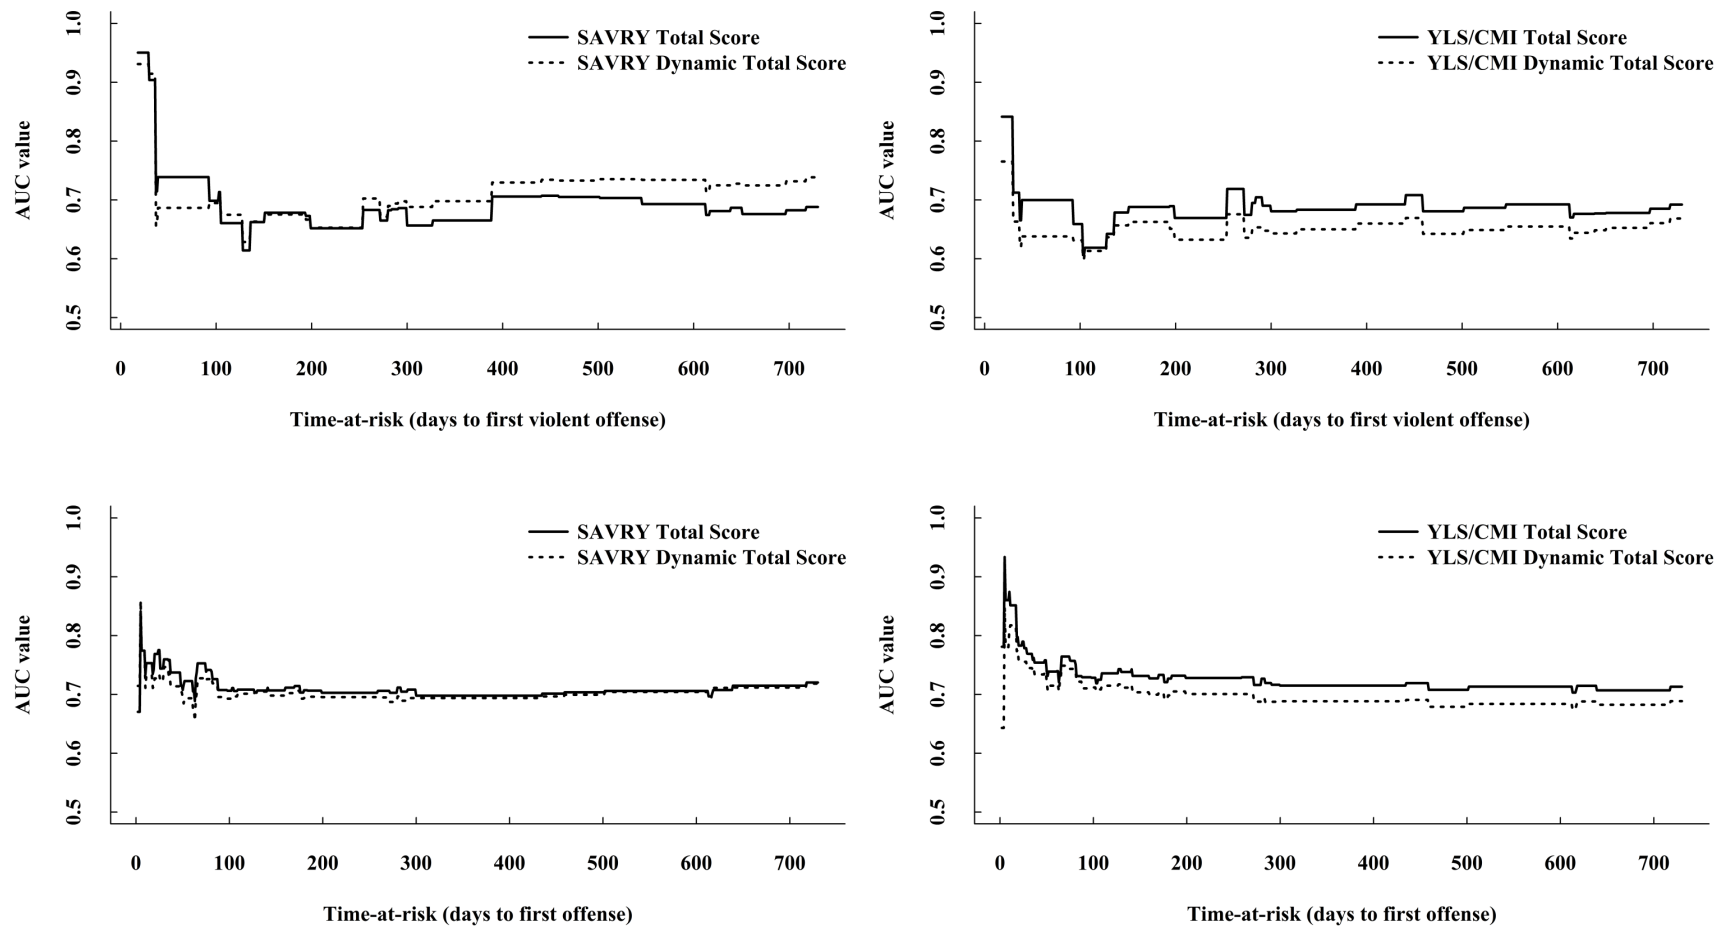 SAVRY Total Score
SAVRY Dynamic Total Score
AUC value
1.0
0.9
0.8
0.7
0.6
0.5
0 100 200 300 400 500 600 700
Time-at-risk (days to first violent offense)
YLS/CMI Total Score
YLS/CMI Dynamic Total Score
AUC value
1.0
0.9
0.8
0.7
0.6
0.5
0 100 200 300 400 500 600 700
Time-at-risk (days to first violent offense)
SAVRY Total Score
SAVRY Dynamic Total Score
AUC value
1.0
0.9
0.8
0.7
0.6
0.5
0 100 200 300 400 500 600 700
Time-at-risk (days to first offense)
YLS/CMI Total Score
YLS/CMI Dynamic Total Score
AUC value
1.0
0.9
0.8
0.7
0.6
0.5
0 100 200 300 400 500 600 700
Time-at-risk (days to first offense)